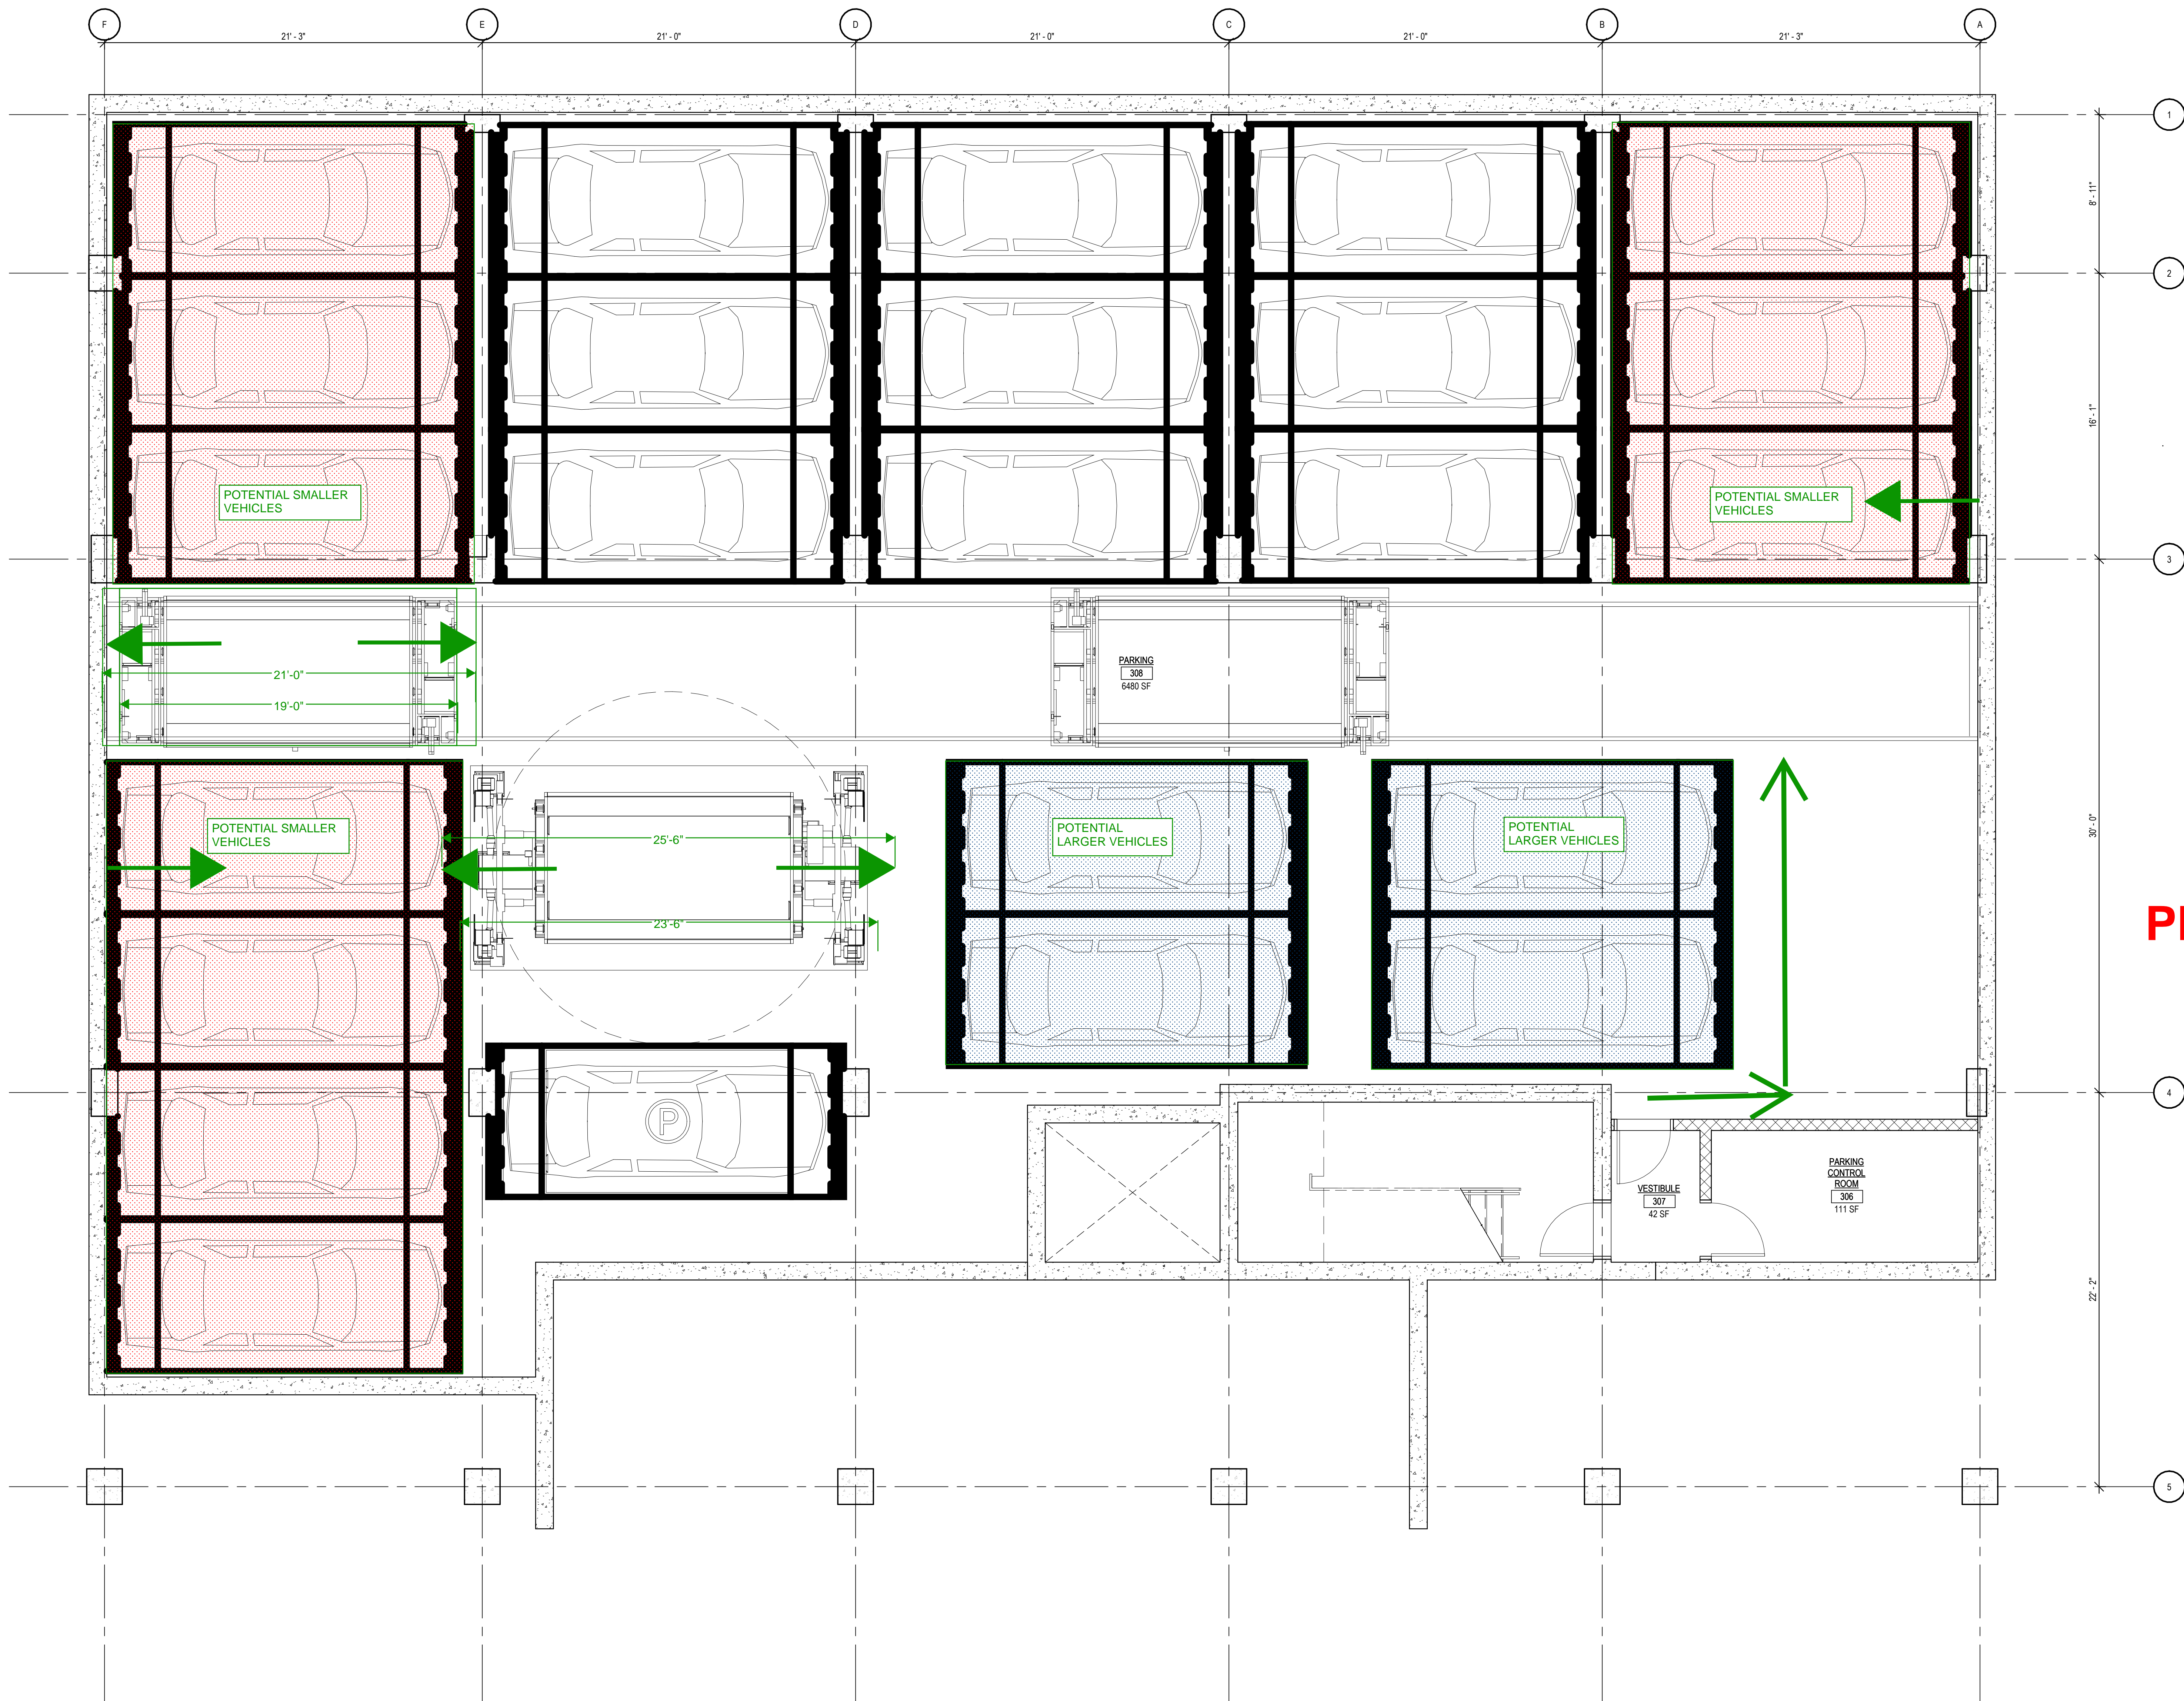 F
E
D
C
B
A
21' - 3"
21' - 0"
21' - 0"
21' - 0"
21' - 3"
1
8' - 11"
2
16' - 1"
3
POTENTIAL SMALLER
VEHICLES
POTENTIAL SMALLER
VEHICLES
21'-0"
19'-0"
PARKING
308
6480 SF
POTENTIAL SMALLER
VEHICLES
25'-6"
23'-6"
POTENTIAL
LARGER VEHICLES
POTENTIAL
LARGER VEHICLES
30' - 0"
4
P
VESTIBULE
307
42 SF
PARKING
CONTROL
ROOM
306
111 SF
22' - 2"
5